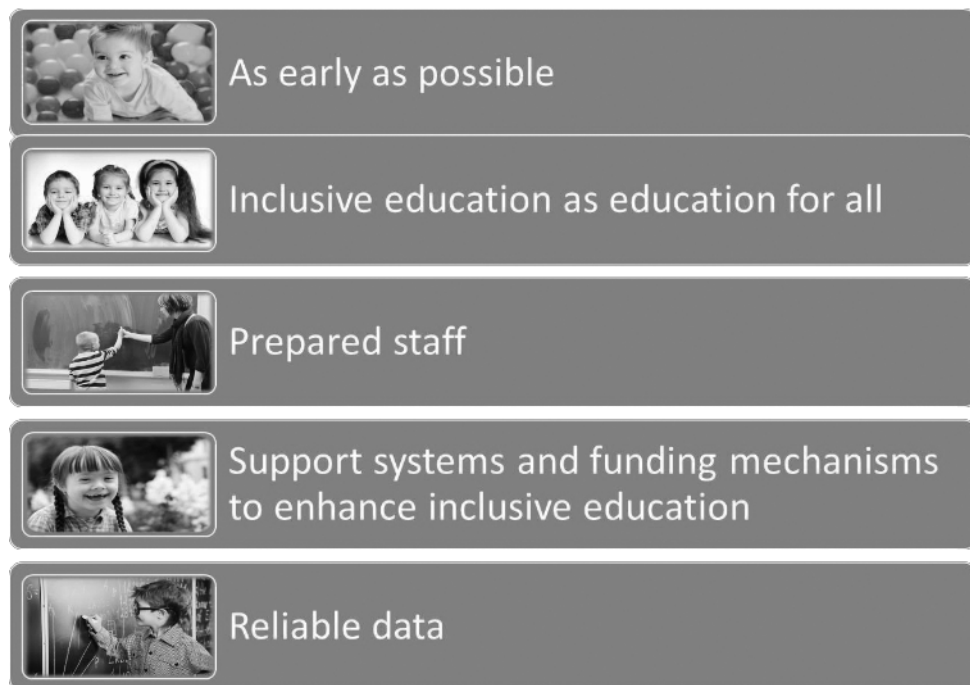 As early as possible
Inclusive education as education for all
Prepared staff
Support systems and funding mechanisms
to enhance inclusive education
Reliable data